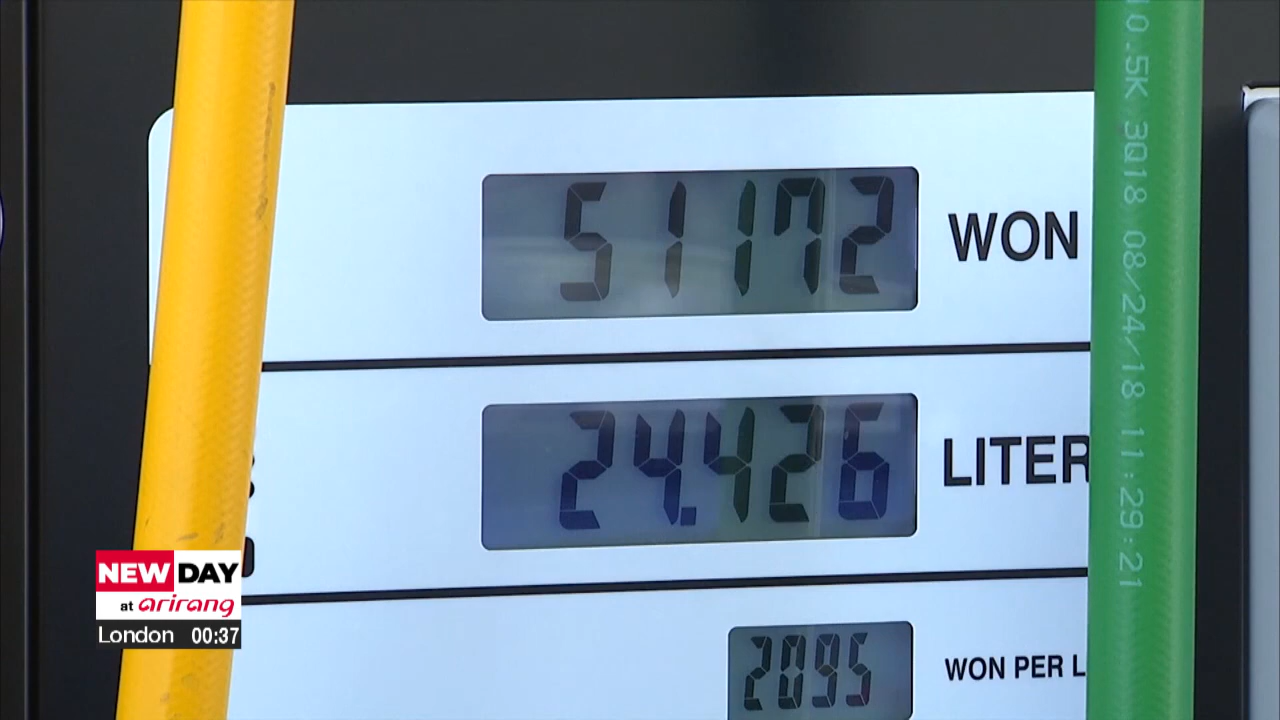 51172 WON
24.426 LITER
2095 WON PER L
10.5K 3Q18 08/24/18 11:29:21
NEW DAY
at arirang
London 00:37